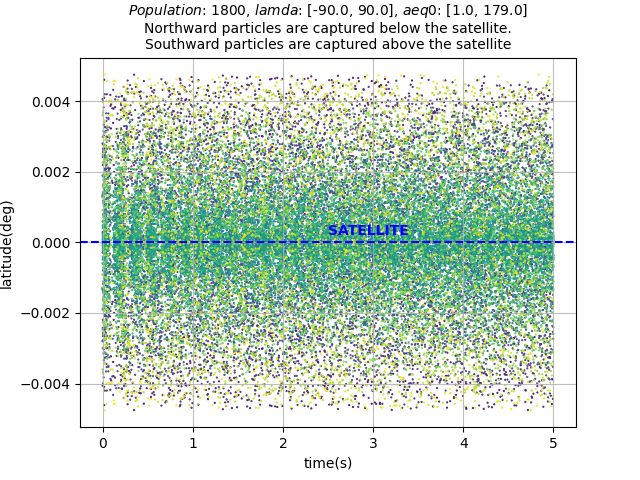 Population: 1800, lamda: [-90.0, 90.0], aeq0: [1.0, 179.0]
Northward particles are captured below the satellite.
Southward particles are captured above the satellite
0.004
0.002
0.000
−0.002
−0.004
latitude(deg)
SATELLITE
0 1 2 3 4 5
time(s)